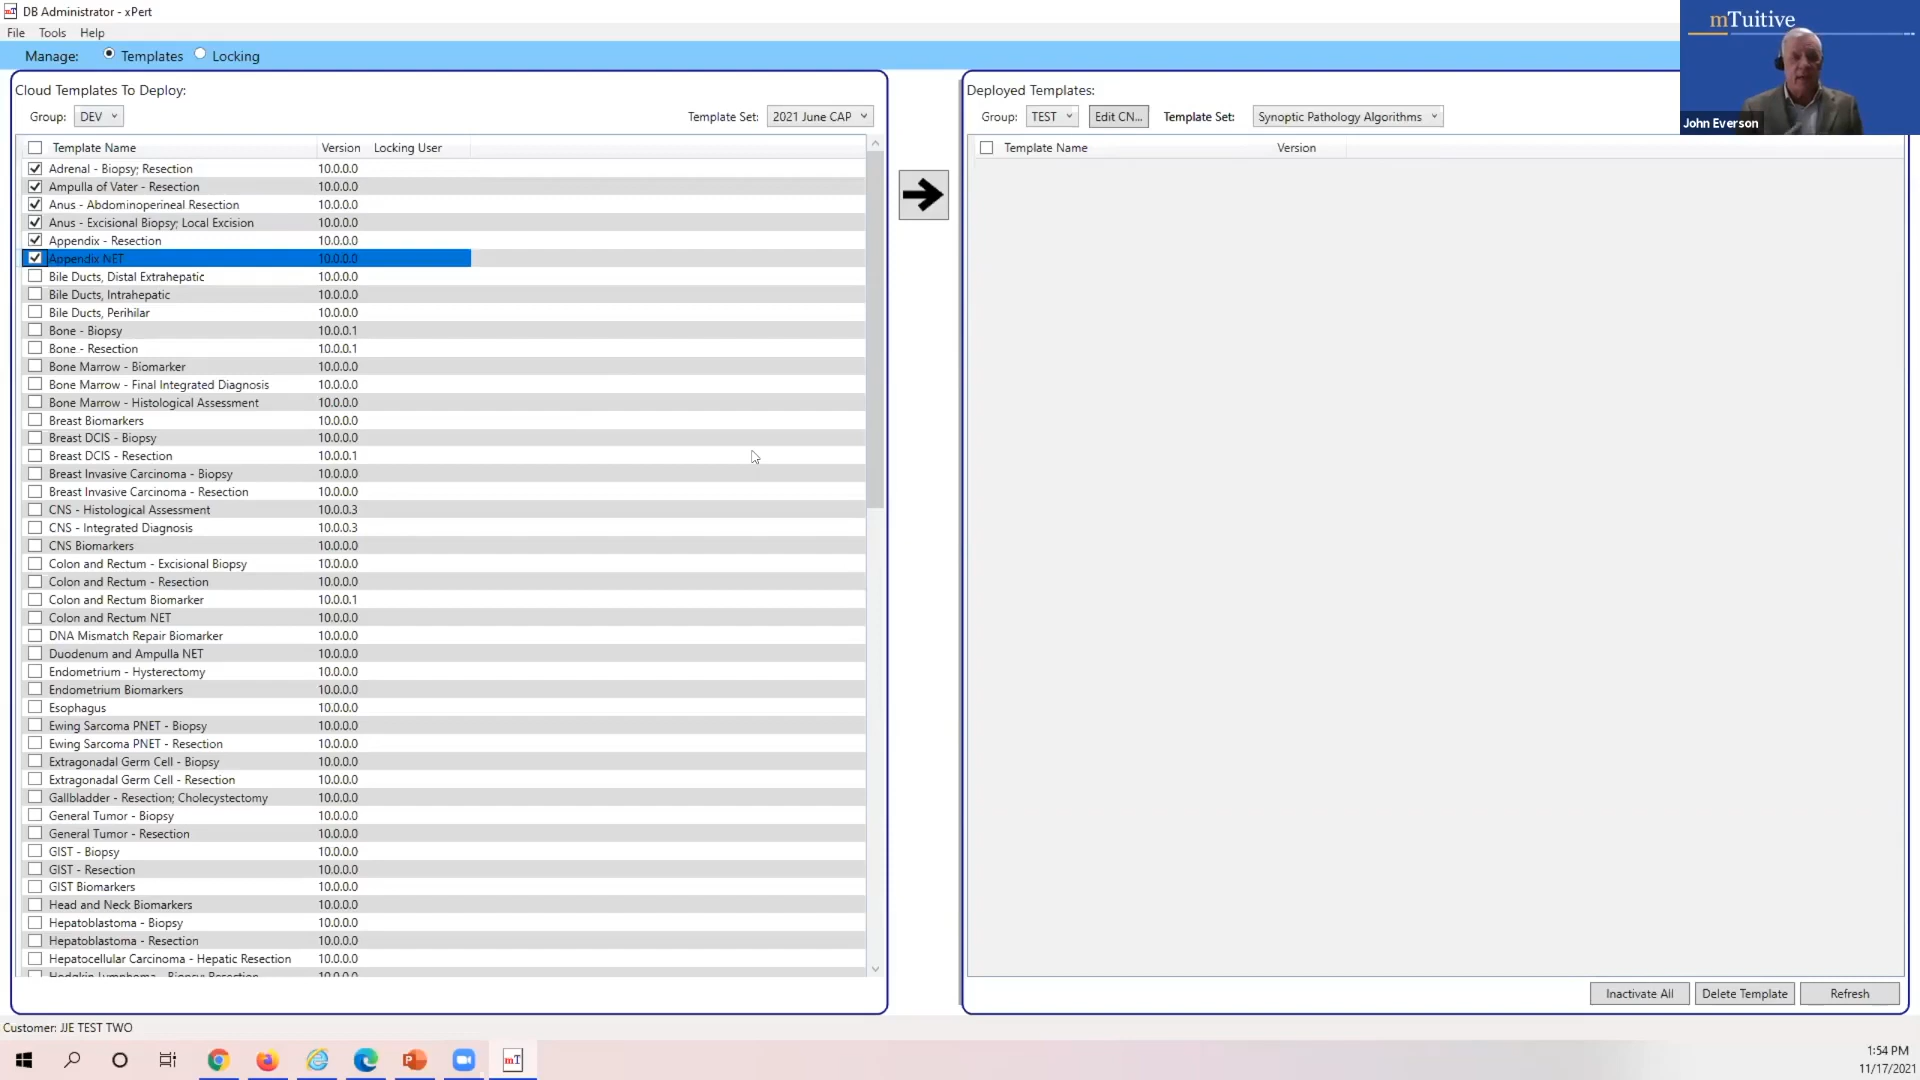 DB Administrator - xPert
File Tools Help
Manage: Templates Locking
mTuitive
John Everson
Cloud Templates To Deploy:
Group: DEV Template Set: 2021 June CAP
Template Name Version Locking User
Adrenal - Biopsy; Resection 10.0.0.0
Ampulla of Vater - Resection 10.0.0.0
Anus - Abdominoperineal Resection 10.0.0.0
Anus - Excisional Biopsy; Local Excision 10.0.0.0
Appendix - Resection 10.0.0.0
Appendix NET 10.0.0.0
Bile Ducts, Distal Extrahepatic 10.0.0.0
Bile Ducts, Intrahepatic 10.0.0.0
Bile Ducts, Perihilar 10.0.0.0
Bone - Biopsy 10.0.0.1
Bone - Resection 10.0.0.1
Bone Marrow - Biomarker 10.0.0.0
Bone Marrow - Final Integrated Diagnosis 10.0.0.0
Bone Marrow - Histological Assessment 10.0.0.0
Breast Biomarkers 10.0.0.0
Breast DCIS - Biopsy 10.0.0.0
Breast DCIS - Resection 10.0.0.1
Breast Invasive Carcinoma - Biopsy 10.0.0.0
Breast Invasive Carcinoma - Resection 10.0.0.0
CNS - Histological Assessment 10.0.0.3
CNS - Integrated Diagnosis 10.0.0.3
CNS Biomarkers 10.0.0.0
Colon and Rectum - Excisional Biopsy 10.0.0.0
Colon and Rectum - Resection 10.0.0.0
Colon and Rectum Biomarker 10.0.0.1
Colon and Rectum NET 10.0.0.0
DNA Mismatch Repair Biomarker 10.0.0.0
Duodenum and Ampulla NET 10.0.0.0
Endometrium - Hysterectomy 10.0.0.0
Endometrium Biomarkers 10.0.0.0
Esophagus 10.0.0.0
Ewing Sarcoma PNET - Biopsy 10.0.0.0
Ewing Sarcoma PNET - Resection 10.0.0.0
Extragonadal Germ Cell - Biopsy 10.0.0.0
Extragonadal Germ Cell - Resection 10.0.0.0
Gallbladder - Resection; Cholecystectomy 10.0.0.0
General Tumor - Biopsy 10.0.0.0
General Tumor - Resection 10.0.0.0
GIST - Biopsy 10.0.0.0
GIST - Resection 10.0.0.0
GIST Biomarkers 10.0.0.0
Head and Neck Biomarkers 10.0.0.0
Hepatoblastoma - Biopsy 10.0.0.0
Hepatoblastoma - Resection 10.0.0.0
Hepatocellular Carcinoma - Hepatic Resection 10.0.0.0
Hodgkin Lymphoma - Biopsy; Resection 10.0.0.0
Deployed Templates:
Group: TEST Edit CN... Template Set: Synoptic Pathology Algorithms
Template Name Version
Inactivate All Delete Template Refresh
Customer: JJE TEST TWO
mT
1:54 PM
11/17/2021